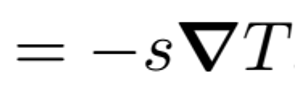 = −s∇T